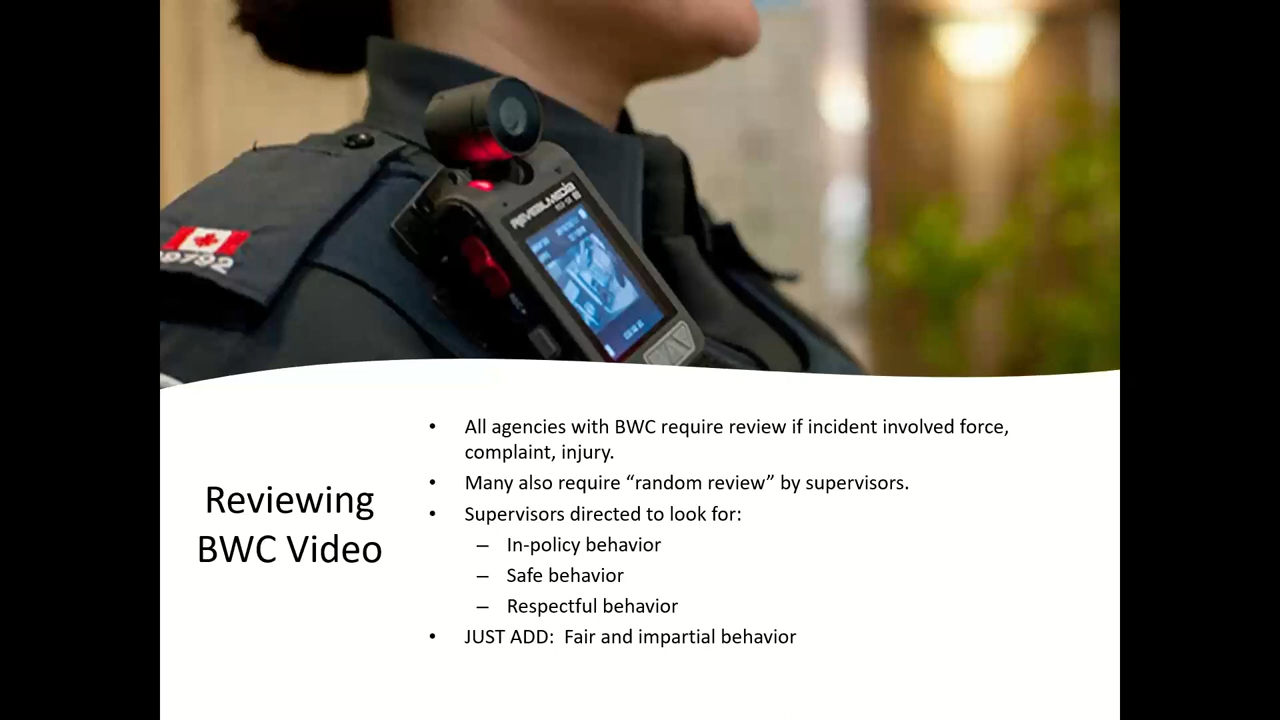 REVEALMEDIA
Reviewing
BWC Video
• All agencies with BWC require review if incident involved force,
complaint, injury.
• Many also require “random review” by supervisors.
• Supervisors directed to look for:
– In-policy behavior
– Safe behavior
– Respectful behavior
• JUST ADD:  Fair and impartial behavior